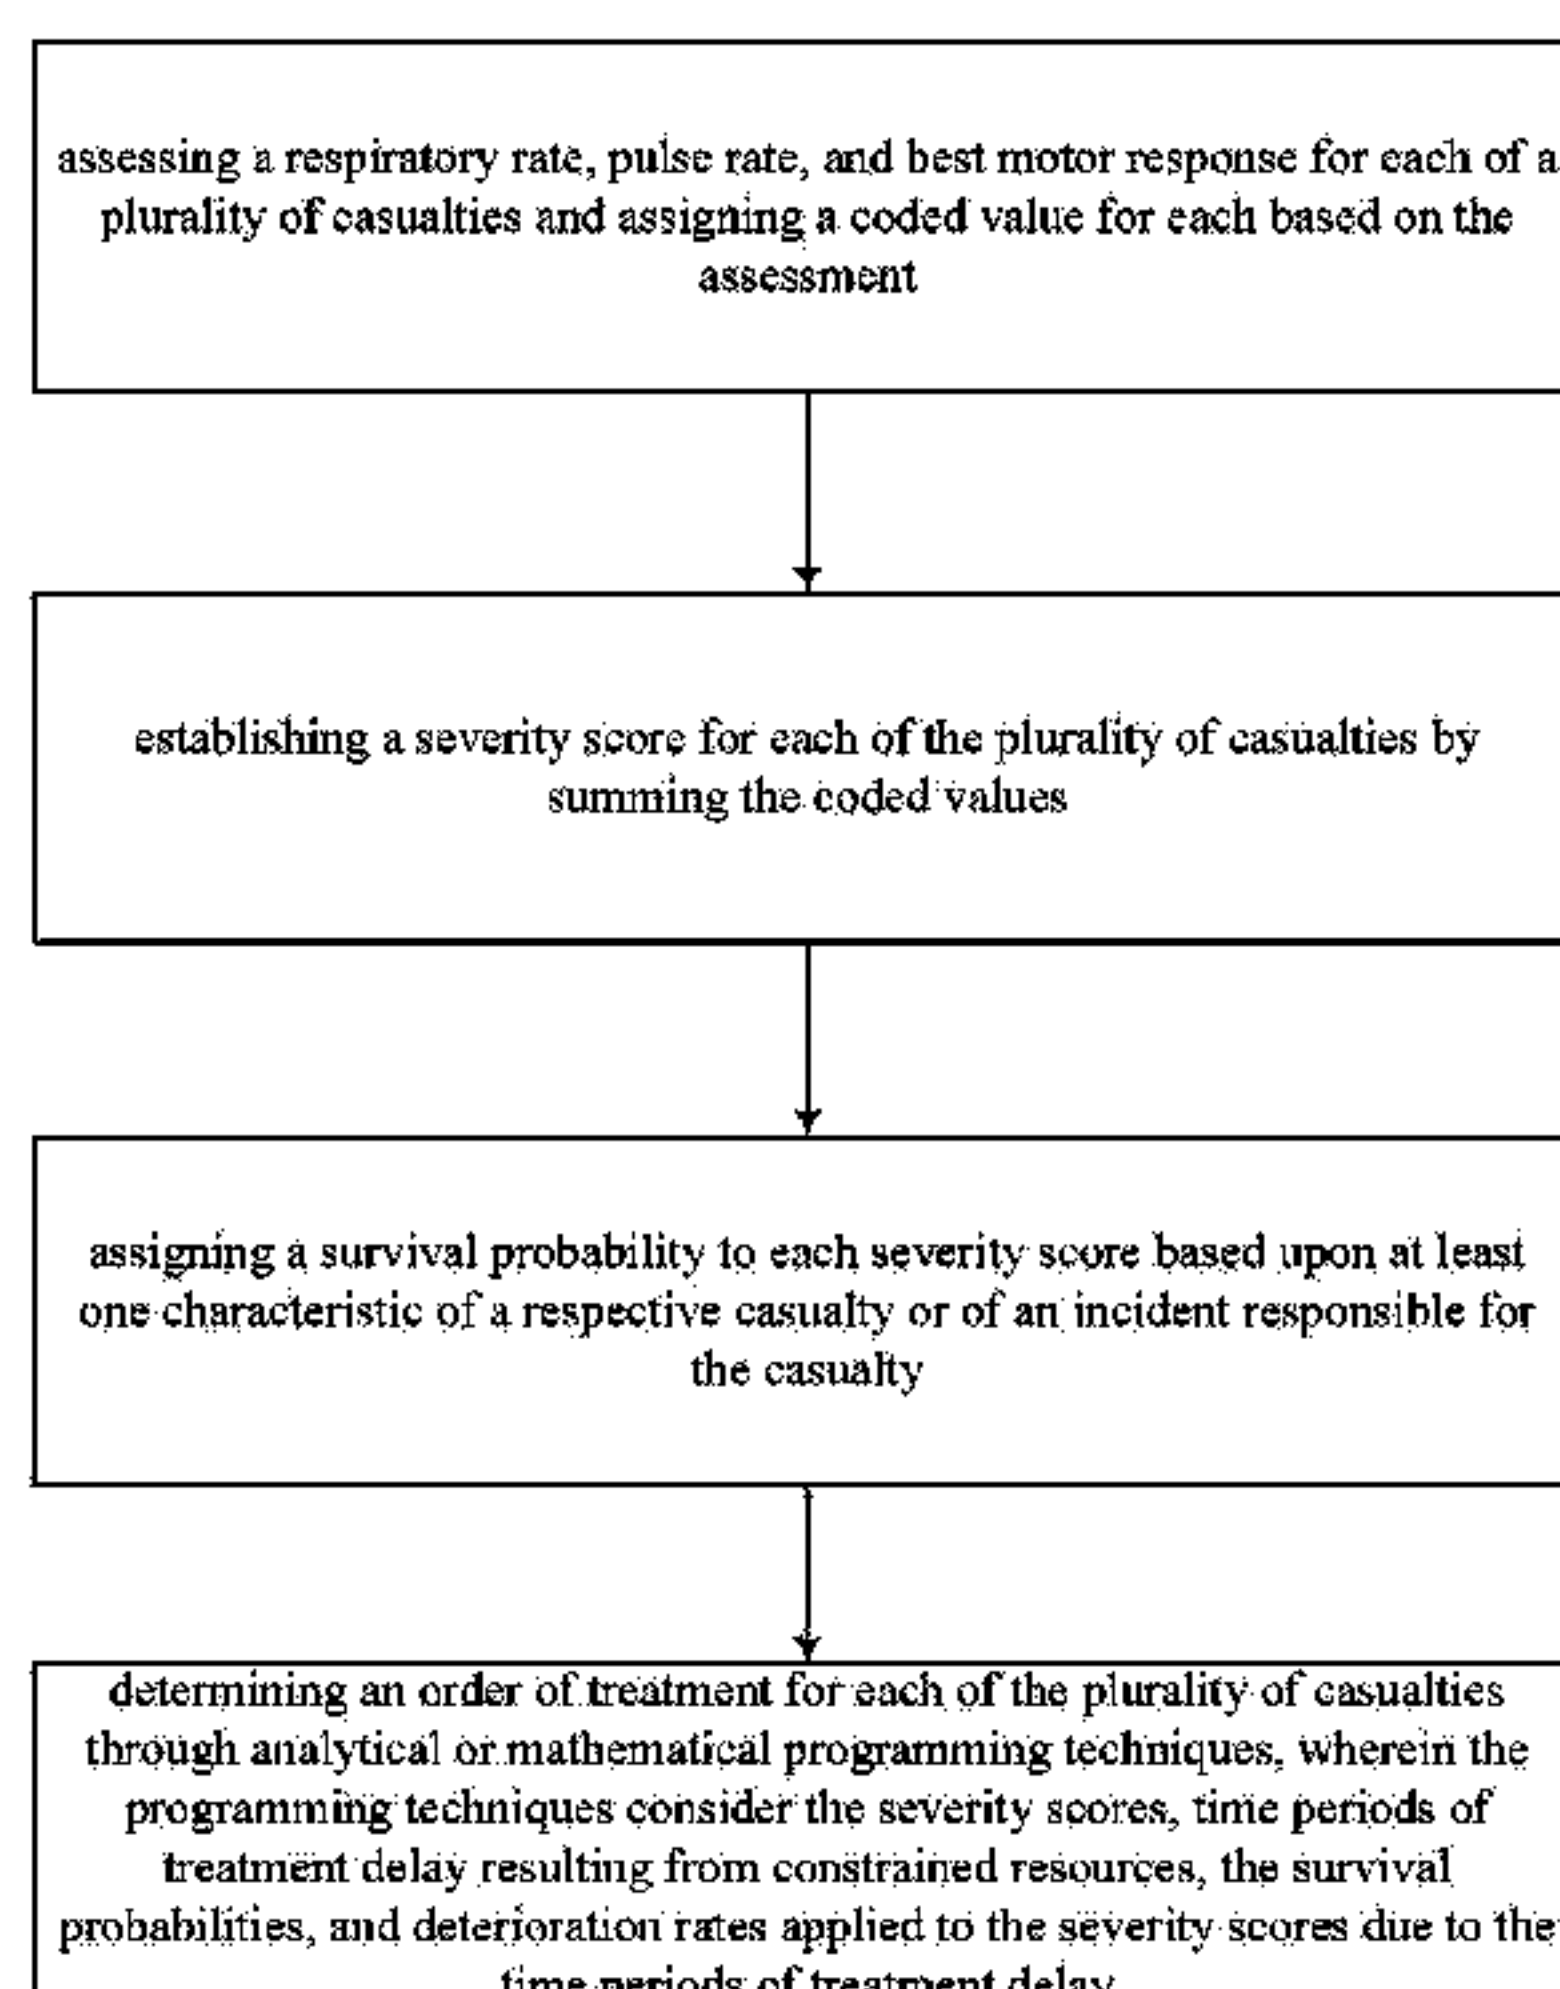 assessing a respiratory rate, pulse rate, and best motor response for each of a
plurality of casualties and assigning a coded value for each based on the
assessment
establishing a severity score for each of the plurality of casualties by
summing the coded values
assigning a survival probability to each severity score based upon at least
one characteristic of a respective casualty or of an incident responsible for
the casualty
determining an order of treatment for each of the plurality of casualties
through analytical or mathematical programming techniques, wherein the
programming techniques consider the severity scores, time periods of
treatment delay resulting from constrained resources, the survival
probabilities, and deterioration rates applied to the severity scores due to the
time periods of treatment delay